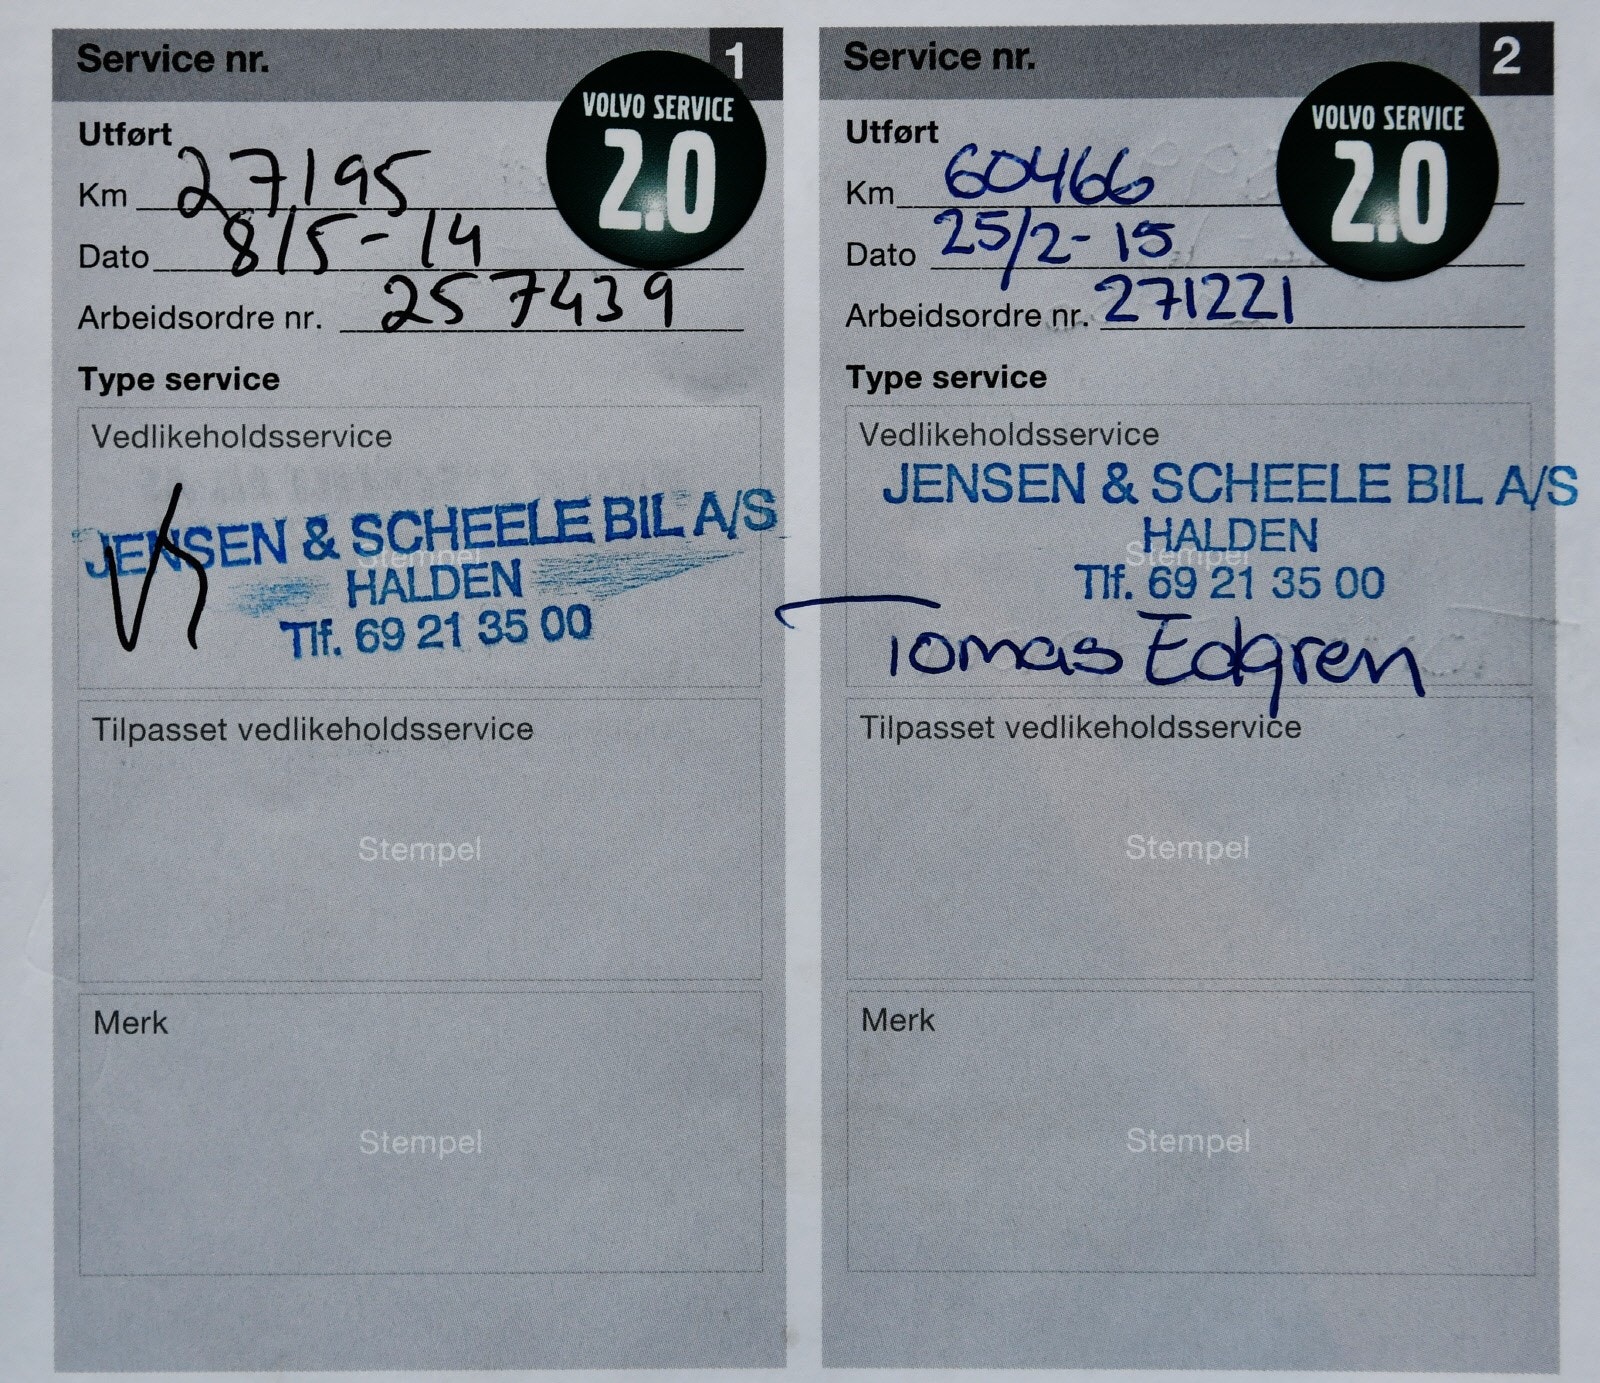 Service nr. 1
VOLVO SERVICE
2.0
Utført
Km 27195
Dato 8/5-14
Arbeidsordre nr. 257439
Type service
Vedlikeholdsservice
Stempel
JENSEN & SCHEELE BIL A/S
HALDEN
Tlf. 69 21 35 00
Tilpasset vedlikeholdsservice
Stempel
Merk
Stempel
Service nr. 2
VOLVO SERVICE
2.0
Utført
Km 60466
Dato 25/2-15
Arbeidsordre nr. 271221
Type service
Vedlikeholdsservice
JENSEN & SCHEELE BIL A/S
HALDEN
Stempel
Tlf. 69 21 35 00
Tomas Edgren
Tilpasset vedlikeholdsservice
Stempel
Merk
Stempel